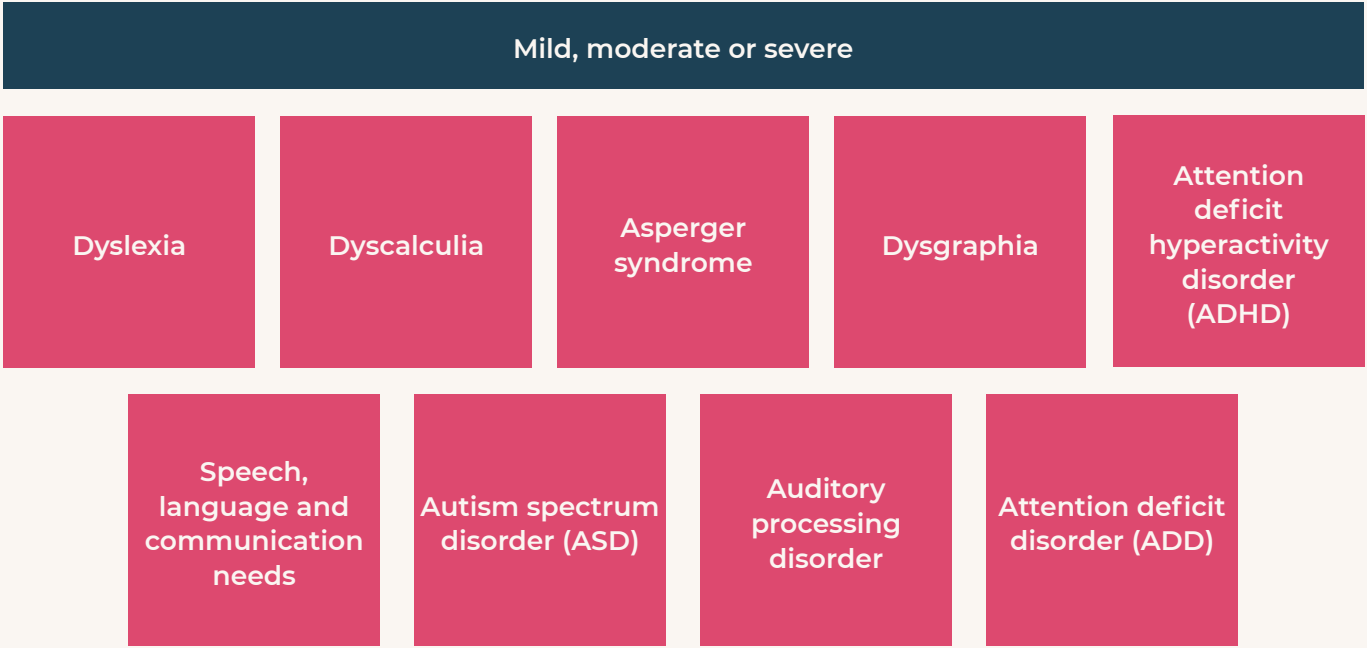 Mild, moderate or severe
Dyslexia
Dyscalculia
Asperger
syndrome
Dysgraphia
Attention
deficit
hyperactivity
disorder
(ADHD)
Speech,
language and
communication
needs
Autism spectrum
disorder (ASD)
Auditory
processing
disorder
Attention deficit
disorder (ADD)